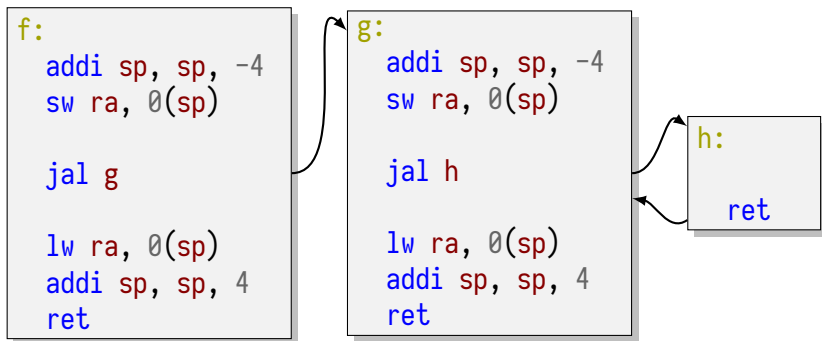 f:
addi sp, sp, -4
sw ra, 0(sp)
jal g
lw ra, 0(sp)
addi sp, sp, 4
ret
g:
addi sp, sp, -4
sw ra, 0(sp)
jal h
lw ra, 0(sp)
addi sp, sp, 4
ret
h:
ret